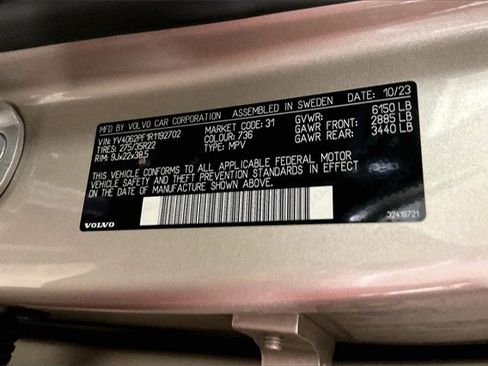 MFD BY VOLVO CAR CORPORATION ASSEMBLED IN SWEDEN DATE: 10/23
VIN: YV4062PF1R1192702 MARKET CODE: 31 GVWR: 6150 LB
TIRES: 275/35R22 COLOUR: 736 GAWR FRONT: 2885 LB
RIM: 9Jx22x38.5 TYPE: MPV GAWR REAR: 3440 LB
THIS VEHICLE CONFORMS TO ALL APPLICABLE FEDERAL MOTOR
VEHICLE SAFETY AND THEFT PREVENTION STANDARDS IN EFFECT
ON THE DATE OF MANUFACTURE SHOWN ABOVE.
VOLVO 32418721